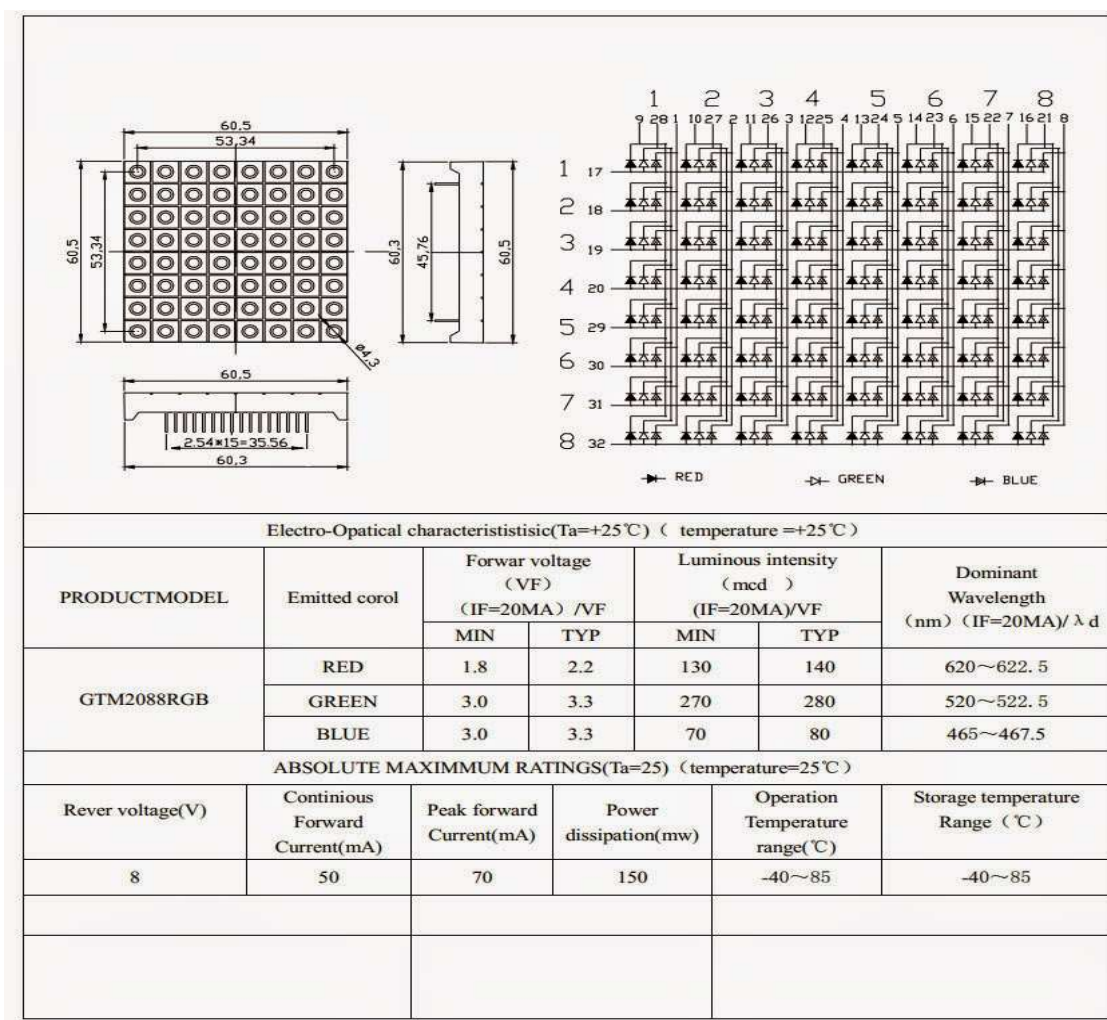 1 2 3 4 5 6 7 8
9 28 1 10 27 2 11 26 3 12 25 4 13 24 5 14 23 6 15 22 7 16 21 8
60,5
53,34
60,5
53,34
60,3
45,76
60,5
ø4,3
1 17
2 18
3 19
4 20
5 29
6 30
7 31
8 32
60,5
2.54*15=35.56
60,3
RED GREEN BLUE
Electro-Opatical characterististisic(Ta=+25℃)( temperature =+25℃)
PRODUCTMODEL
Emitted corol
Forwar voltage
(VF)
(IF=20MA) /VF
Luminous intensity
(mcd )
(IF=20MA)/VF
Dominant
Wavelength
(nm)(IF=20MA)/ λ d
MIN TYP MIN TYP
GTM2088RGB
RED 1.8 2.2 130 140 620~622. 5
GREEN 3.0 3.3 270 280 520~522. 5
BLUE 3.0 3.3 70 80 465~467.5
ABSOLUTE MAXIMMUM RATINGS(Ta=25)(temperature=25℃)
Rever voltage(V)
Continious
Forward
Current(mA)
Peak forward
Current(mA)
Power
dissipation(mw)
Operation
Temperature
range(℃)
Storage temperature
Range(℃)
8 50 70 150 -40~85 -40~85